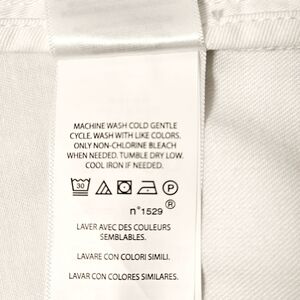 MACHINE WASH COLD GENTLE
CYCLE. WASH WITH LIKE COLORS.
ONLY NON-CHLORINE BLEACH
WHEN NEEDED. TUMBLE DRY LOW.
COOL IRON IF NEEDED.
30 P
®
n°1529
LAVER AVEC DES COULEURS
SEMBLABLES.
LAVARE CON COLORI SIMILI.
LAVAR CON COLORES SIMILARES.